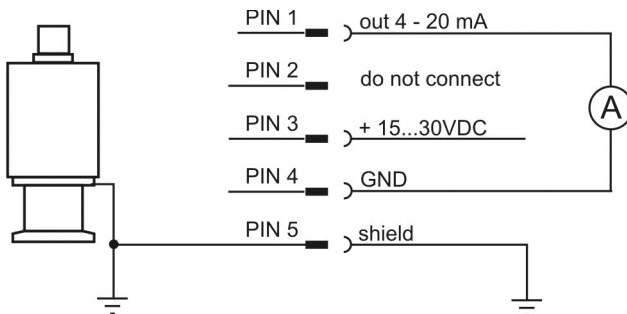 PIN 1 out 4 - 20 mA
PIN 2 do not connect
PIN 3 + 15...30VDC
PIN 4 GND
PIN 5 shield
A